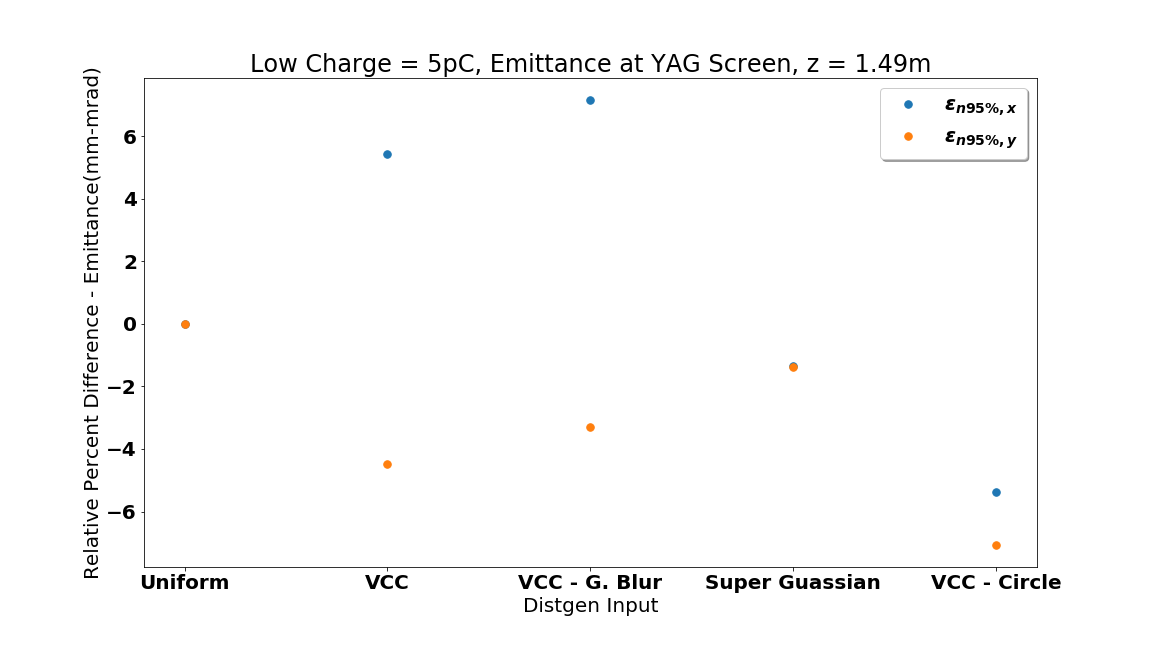 Low Charge = 5pC, Emittance at YAG Screen, z = 1.49m
Relative Percent Difference - Emittance(mm-mrad)
6
4
2
0
−2
−4
−6
εn95%, x
εn95%, y
Uniform VCC VCC - G. Blur Super Guassian VCC - Circle
Distgen Input